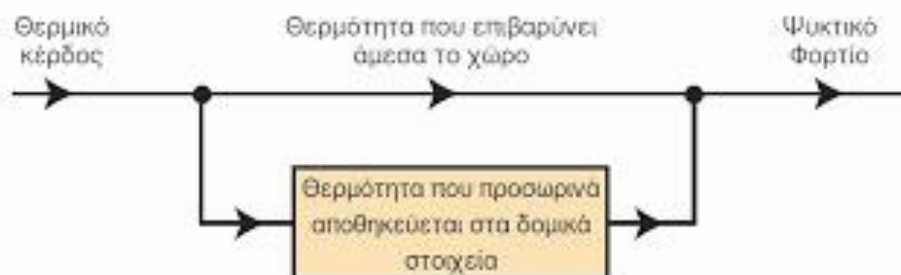 Θερμικό
κέρδος
Θερμότητα που επιβαρύνει
άμεσα το χώρο
Ψυκτικό
Φορτίο
Θερμότητα που προσωρινά
αποθηκεύεται στα δομικά
στοιχεία